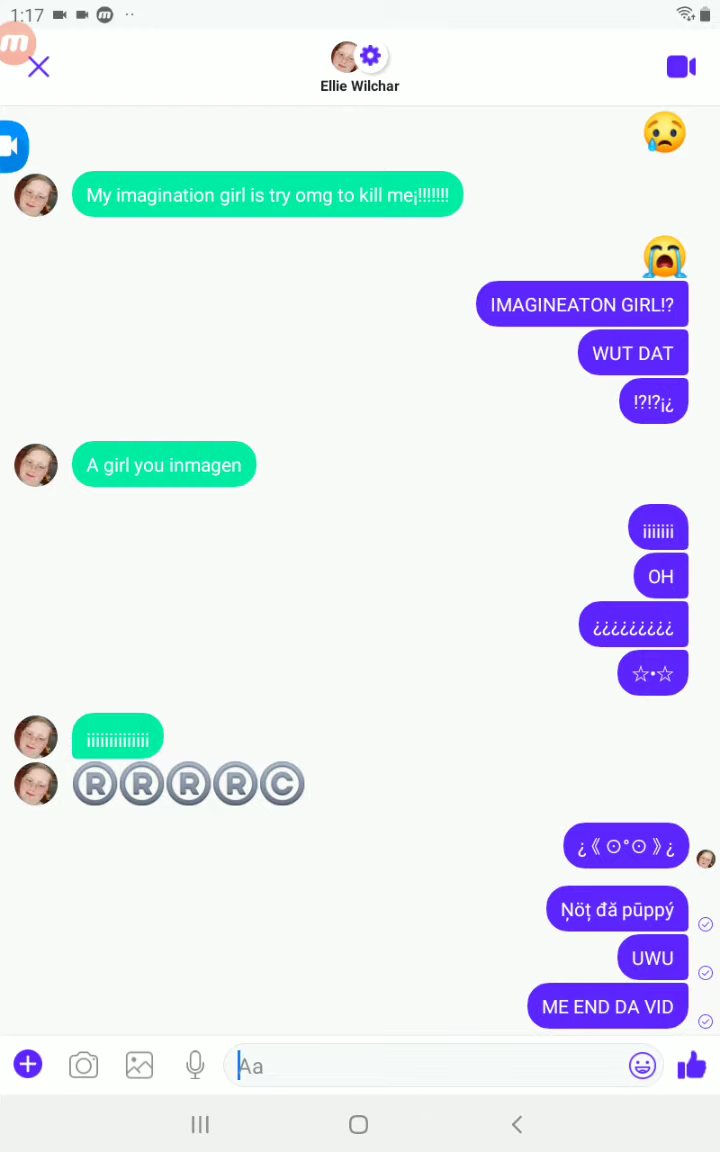 1:17
Ellie Wilchar
My imagination girl is try omg to kill me¡!!!!!!!
IMAGINEATON GIRL!?
WUT DAT
!?!?¡¿
A girl you inmagen
¡¡¡¡¡¡¡
OH
¿¿¿¿¿¿¿¿¿
☆•☆
¡¡¡¡¡¡¡¡¡¡¡¡¡¡
®®®®©
¿《⊙°⊙》¿
Ņöț đă pūppý
UWU
ME END DA VID
Aa